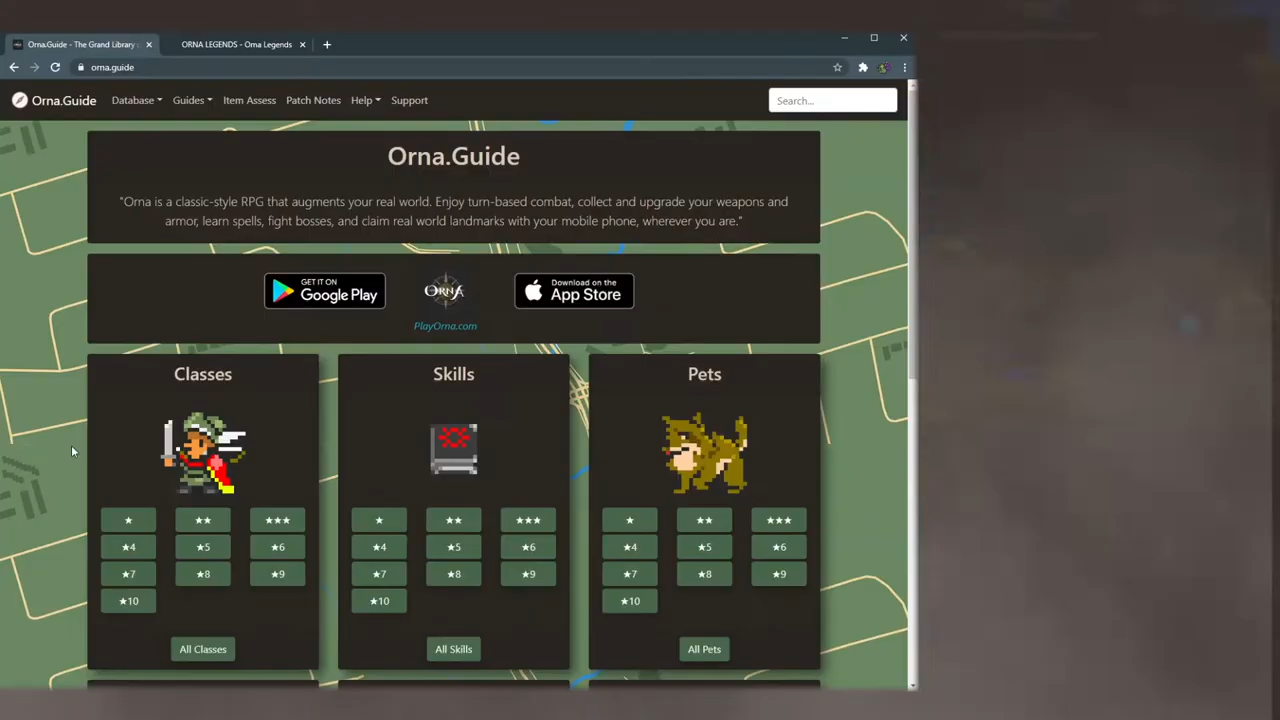 Orna.Guide - The Grand Library
ORNA LEGENDS - Orna Legends
orna.guide
Orna.Guide
Database
Guides
Item Assess
Patch Notes
Help
Support
Search...
Orna.Guide
"Orna is a classic-style RPG that augments your real world. Enjoy turn-based combat, collect and upgrade your weapons and
armor, learn spells, fight bosses, and claim real world landmarks with your mobile phone, wherever you are."
GET IT ON
Google Play
ORNA
Download on the
App Store
PlayOrna.com
Classes
Skills
Pets
★ ★★ ★★★ ★ ★★ ★★★ ★ ★★ ★★★
★4 ★5 ★6 ★4 ★5 ★6 ★4 ★5 ★6
★7 ★8 ★9 ★7 ★8 ★9 ★7 ★8 ★9
★10 ★10 ★10
All Classes
All Skills
All Pets